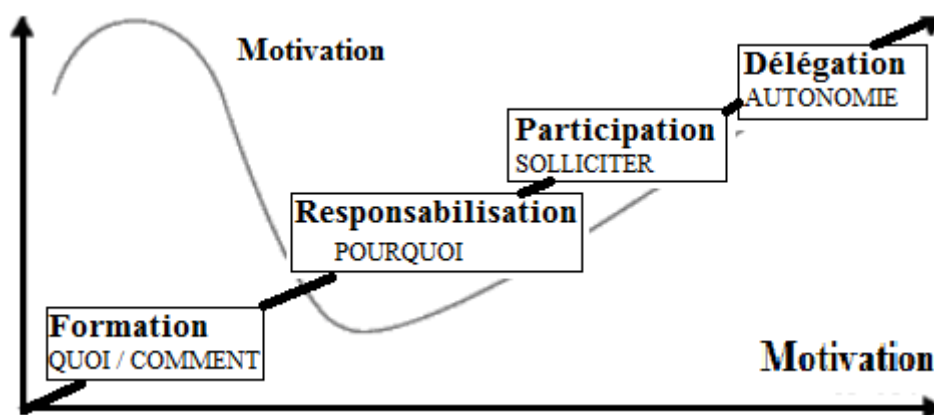 Motivation
Délégation
AUTONOMIE
Participation
SOLLICITER
Responsabilisation
POURQUOI
Formation
QUOI / COMMENT
Motivation